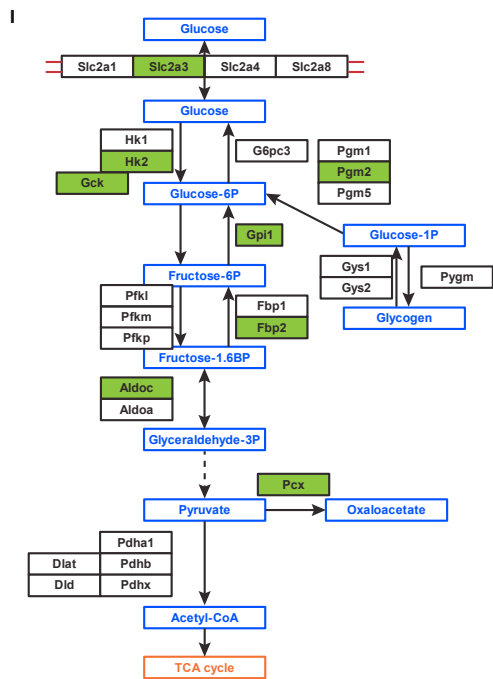 I
Glucose
Slc2a1 Slc2a3 Slc2a4 Slc2a8
Glucose
Hk1
Hk2
Gck
G6pc3
Pgm1
Pgm2
Pgm5
Glucose-6P
Gpi1
Glucose-1P
Fructose-6P
Gys1
Gys2
Pygm
Glycogen
Pfkl
Pfkm
Pfkp
Fbp1
Fbp2
Fructose-1.6BP
Aldoc
Aldoa
Glyceraldehyde-3P
Pcx
Pyruvate
Oxaloacetate
Pdha1
Dlat Pdhb
Dld Pdhx
Acetyl-CoA
TCA cycle